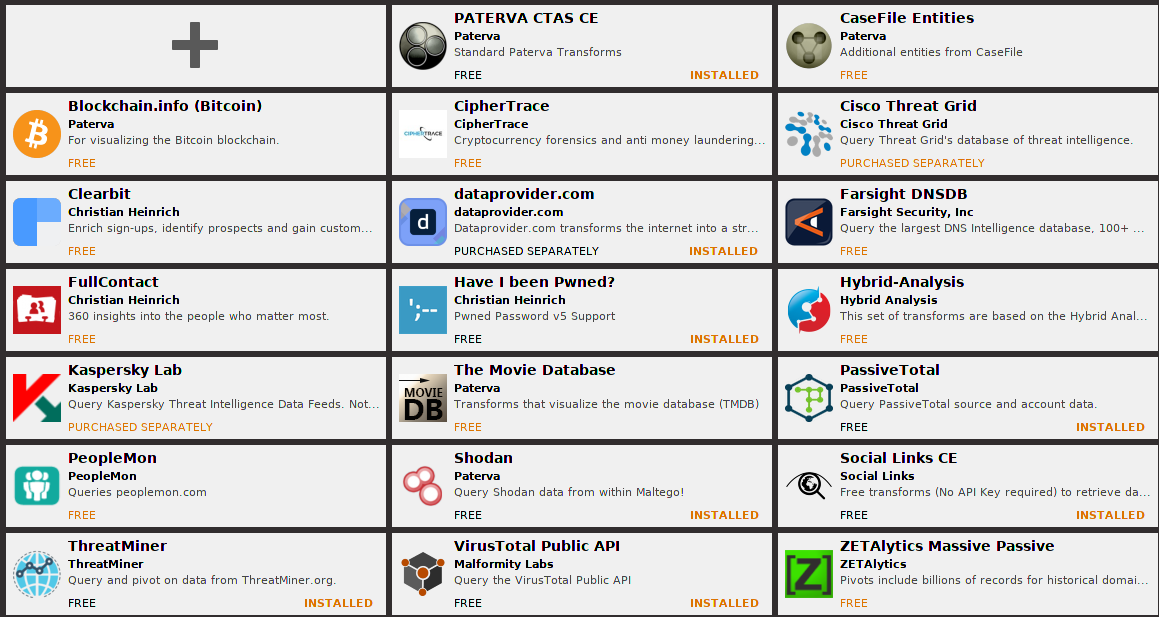 PATERVA CTAS CE
Paterva
Standard Paterva Transforms
FREE INSTALLED
CaseFile Entities
Paterva
Additional entities from CaseFile
FREE
Blockchain.info (Bitcoin)
Paterva
For visualizing the Bitcoin blockchain.
FREE
CIPHERTRACE
CipherTrace
CipherTrace
Cryptocurrency forensics and anti money laundering...
FREE
Cisco Threat Grid
Cisco Threat Grid
Query Threat Grid's database of threat intelligence.
PURCHASED SEPARATELY
Clearbit
Christian Heinrich
Enrich sign-ups, identify prospects and gain custom...
FREE
d
dataprovider.com
dataprovider.com
Dataprovider.com transforms the internet into a str...
PURCHASED SEPARATELY INSTALLED
Farsight DNSDB
Farsight Security, Inc
Query the largest DNS Intelligence database, 100+ ...
FREE
FullContact
Christian Heinrich
360 insights into the people who matter most.
FREE
';--
Have I been Pwned?
Christian Heinrich
Pwned Password v5 Support
FREE INSTALLED
Hybrid-Analysis
Hybrid Analysis
This set of transforms are based on the Hybrid Anal...
FREE
Kaspersky Lab
Kaspersky Lab
Query Kaspersky Threat Intelligence Data Feeds. Not...
PURCHASED SEPARATELY
MOVIE
DB
The Movie Database
Paterva
Transforms that visualize the movie database (TMDB)
FREE
PassiveTotal
PassiveTotal
Query PassiveTotal source and account data.
FREE INSTALLED
PeopleMon
PeopleMon
Queries peoplemon.com
FREE
Shodan
Paterva
Query Shodan data from within Maltego!
FREE INSTALLED
Social Links CE
Social Links
Free transforms (No API Key required) to retrieve da...
FREE INSTALLED
ThreatMiner
ThreatMiner
Query and pivot on data from ThreatMiner.org.
FREE INSTALLED
VirusTotal Public API
Malformity Labs
Query the VirusTotal Public API
FREE INSTALLED
Z
ZETAlytics Massive Passive
ZETAlytics
Pivots include billions of records for historical domai...
FREE